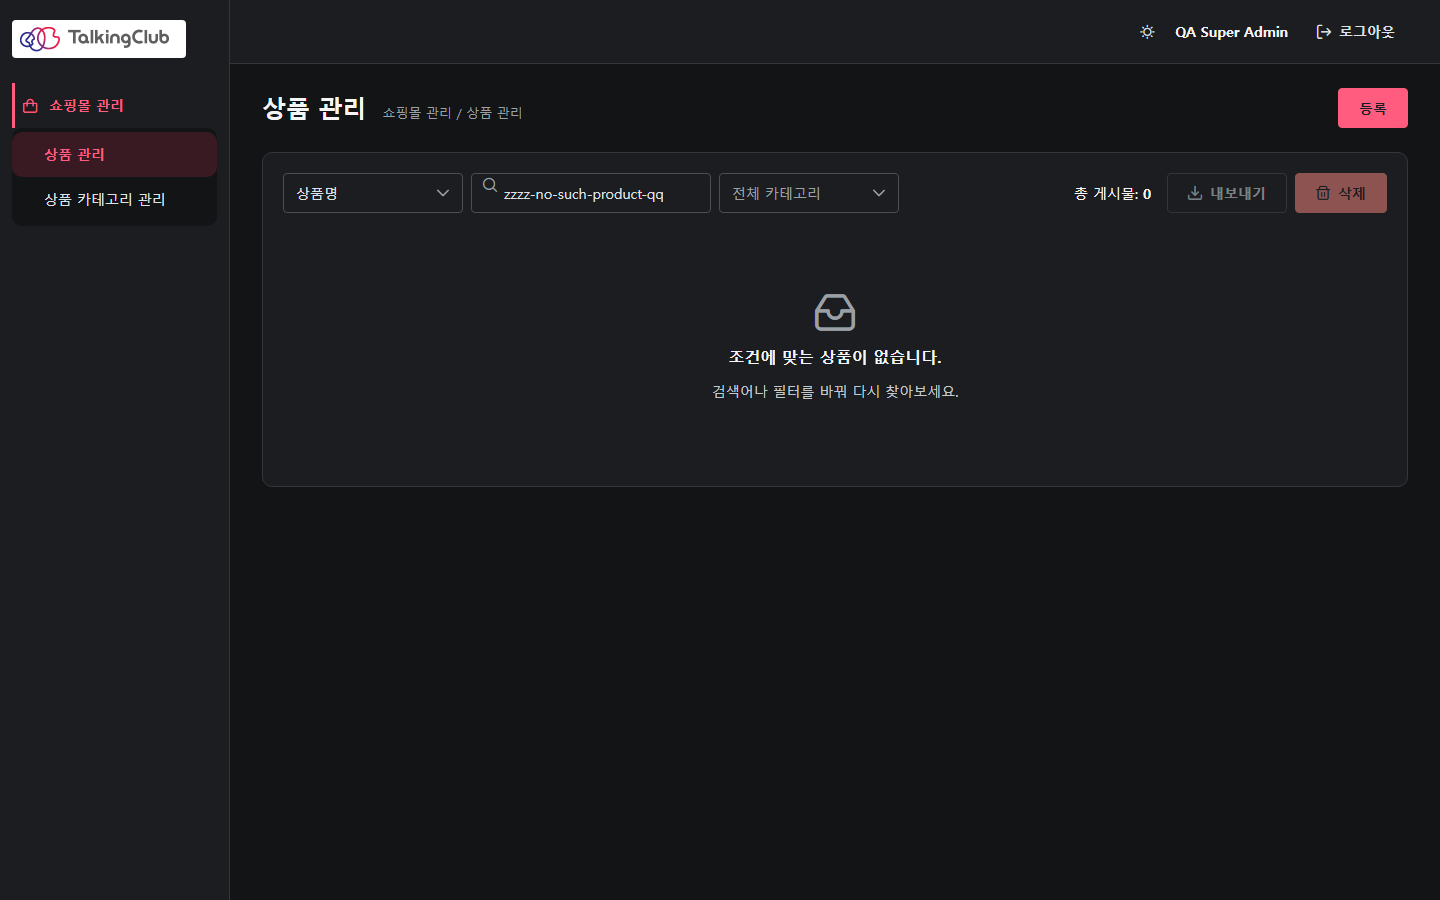 TalkingClub
QA Super Admin
로그아웃
쇼핑몰 관리
상품 관리
상품 카테고리 관리
상품 관리
쇼핑몰 관리 / 상품 관리
등록
상품명
zzzz-no-such-product-qq
전체 카테고리
총 게시물: 0
내보내기
삭제
조건에 맞는 상품이 없습니다.
검색어나 필터를 바꿔 다시 찾아보세요.